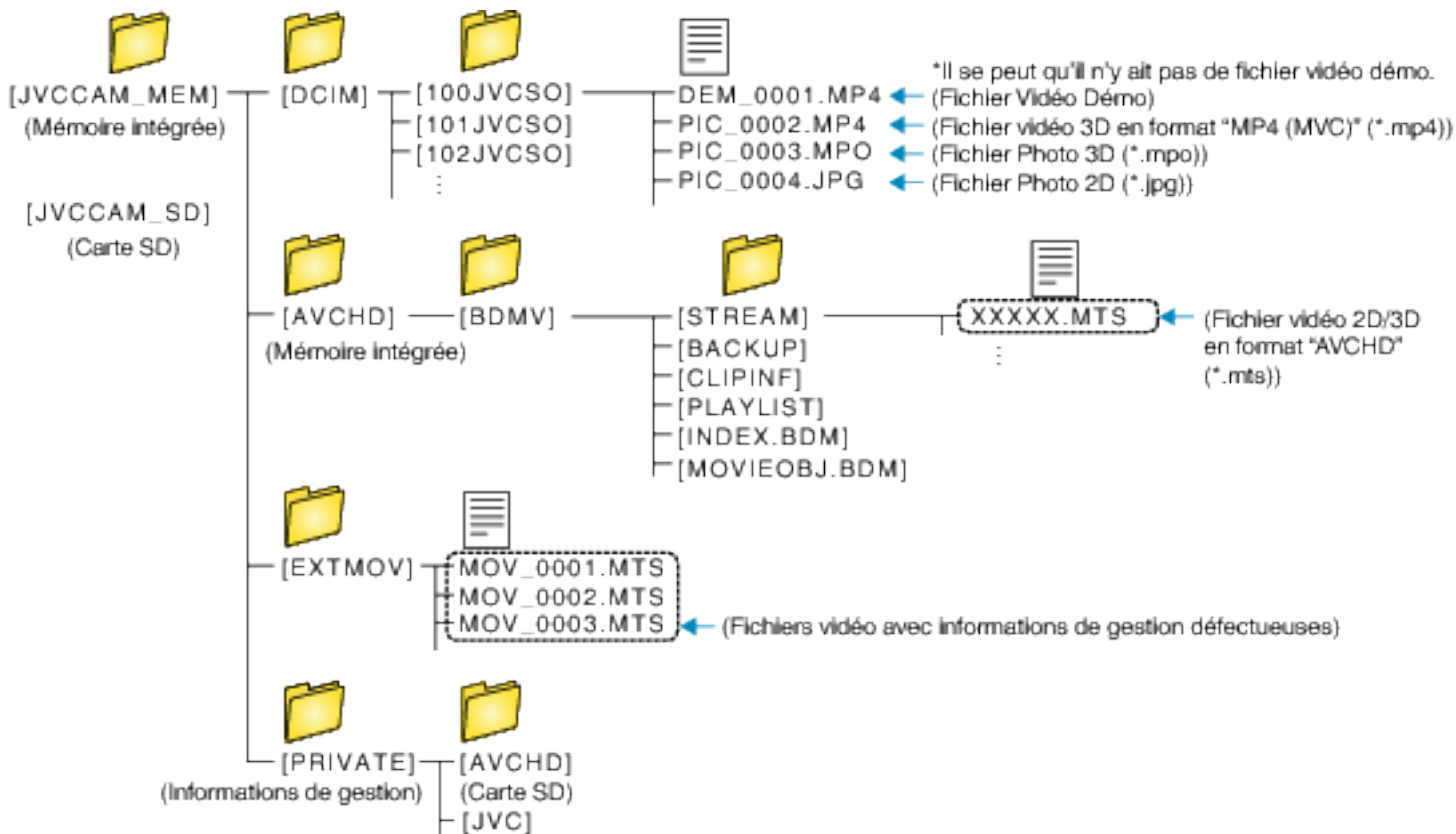 *Il se peut qu'il n'y ait pas de fichier vidéo démo.
[JVCCAM_MEM] [DCIM] [100JVCSO] DEM_0001.MP4 (Fichier Vidéo Démo)
(Mémoire intégrée) [101JVCSO] PIC_0002.MP4 (Fichier vidéo 3D en format “MP4 (MVC)” (*.mp4))
[102JVCSO] PIC_0003.MPO (Fichier Photo 3D (*.mpo))
⋮ PIC_0004.JPG (Fichier Photo 2D (*.jpg))
[JVCCAM_SD]
(Carte SD)
[AVCHD] [BDMV] [STREAM] XXXXX.MTS (Fichier vidéo 2D/3D
(Mémoire intégrée) [BACKUP] ⋮ en format “AVCHD”
[CLIPINF] (*.mts))
[PLAYLIST]
[INDEX.BDM]
[MOVIEOBJ.BDM]
[EXTMOV] MOV_0001.MTS
MOV_0002.MTS
MOV_0003.MTS (Fichiers vidéo avec informations de gestion défectueuses)
[PRIVATE] [AVCHD]
(Informations de gestion) (Carte SD)
[JVC]